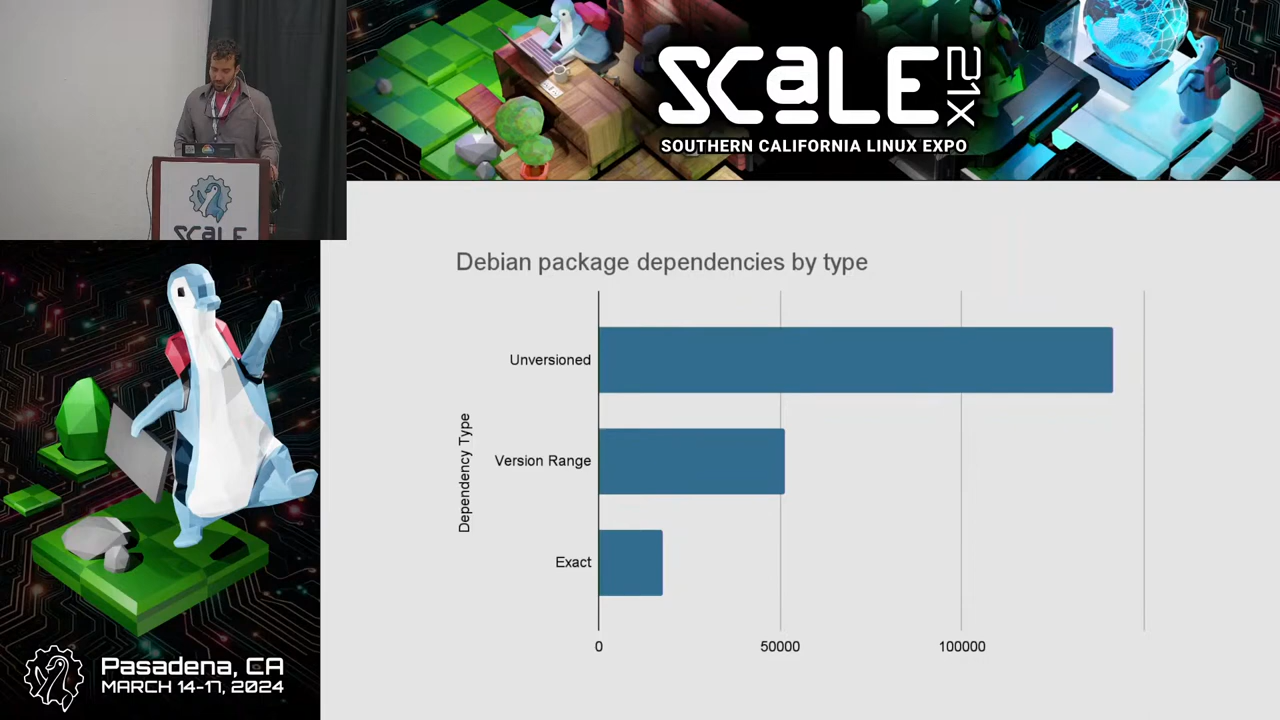 SCALE
21X
SOUTHERN CALIFORNIA LINUX EXPO
SCALE
Debian package dependencies by type
Dependency Type
Unversioned
Version Range
Exact
0
50000
100000
Pasadena, CA
MARCH 14-17, 2024